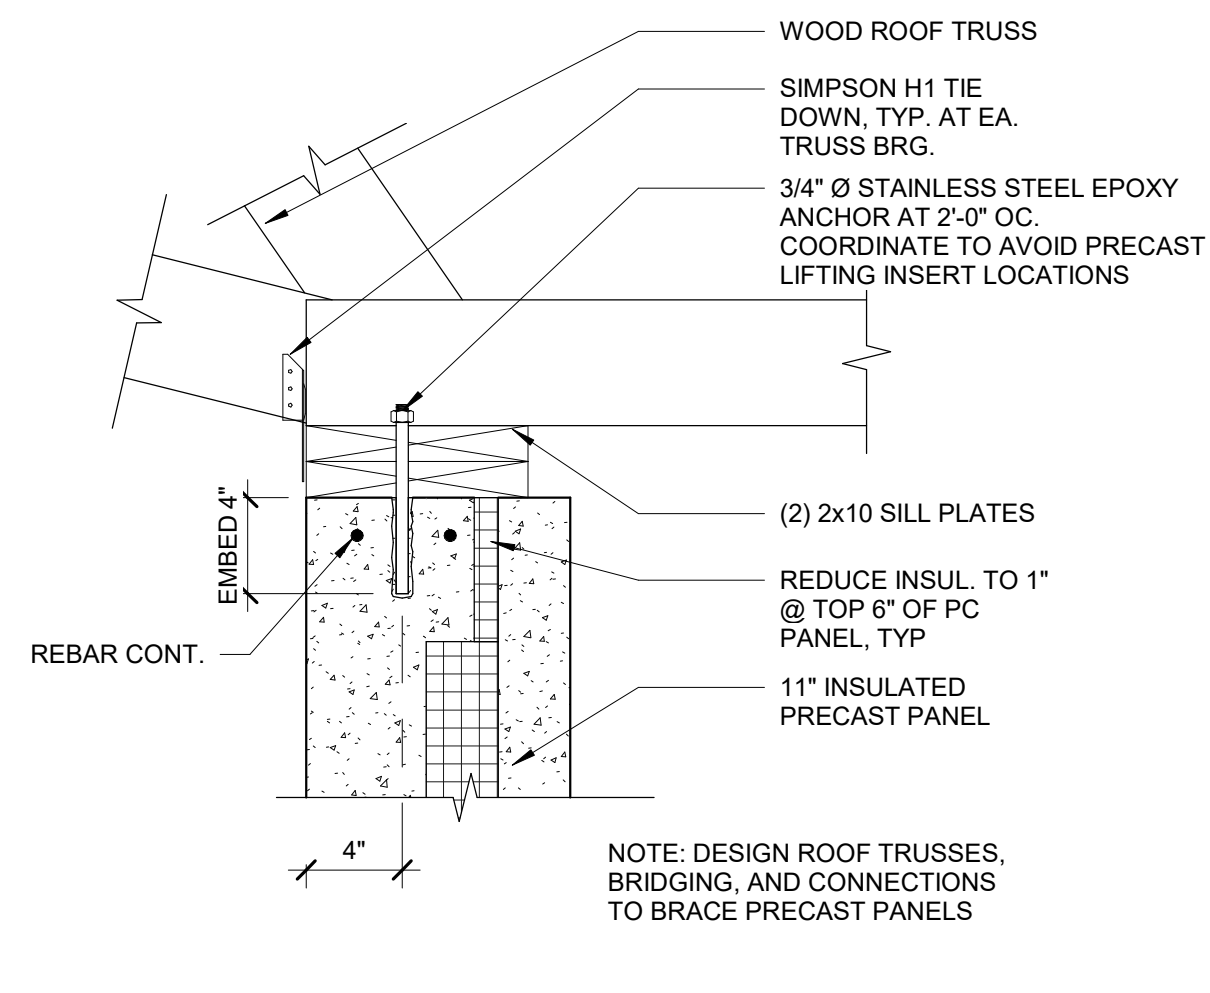 WOOD ROOF TRUSS
SIMPSON H1 TIE
DOWN, TYP. AT EA.
TRUSS BRG.
3/4" Ø STAINLESS STEEL EPOXY
ANCHOR AT 2'-0" OC.
COORDINATE TO AVOID PRECAST
LIFTING INSERT LOCATIONS
(2) 2x10 SILL PLATES
EMBED 4"
REDUCE INSUL. TO 1"
@ TOP 6" OF PC
PANEL, TYP
REBAR CONT.
11" INSULATED
PRECAST PANEL
4"
NOTE: DESIGN ROOF TRUSSES,
BRIDGING, AND CONNECTIONS
TO BRACE PRECAST PANELS